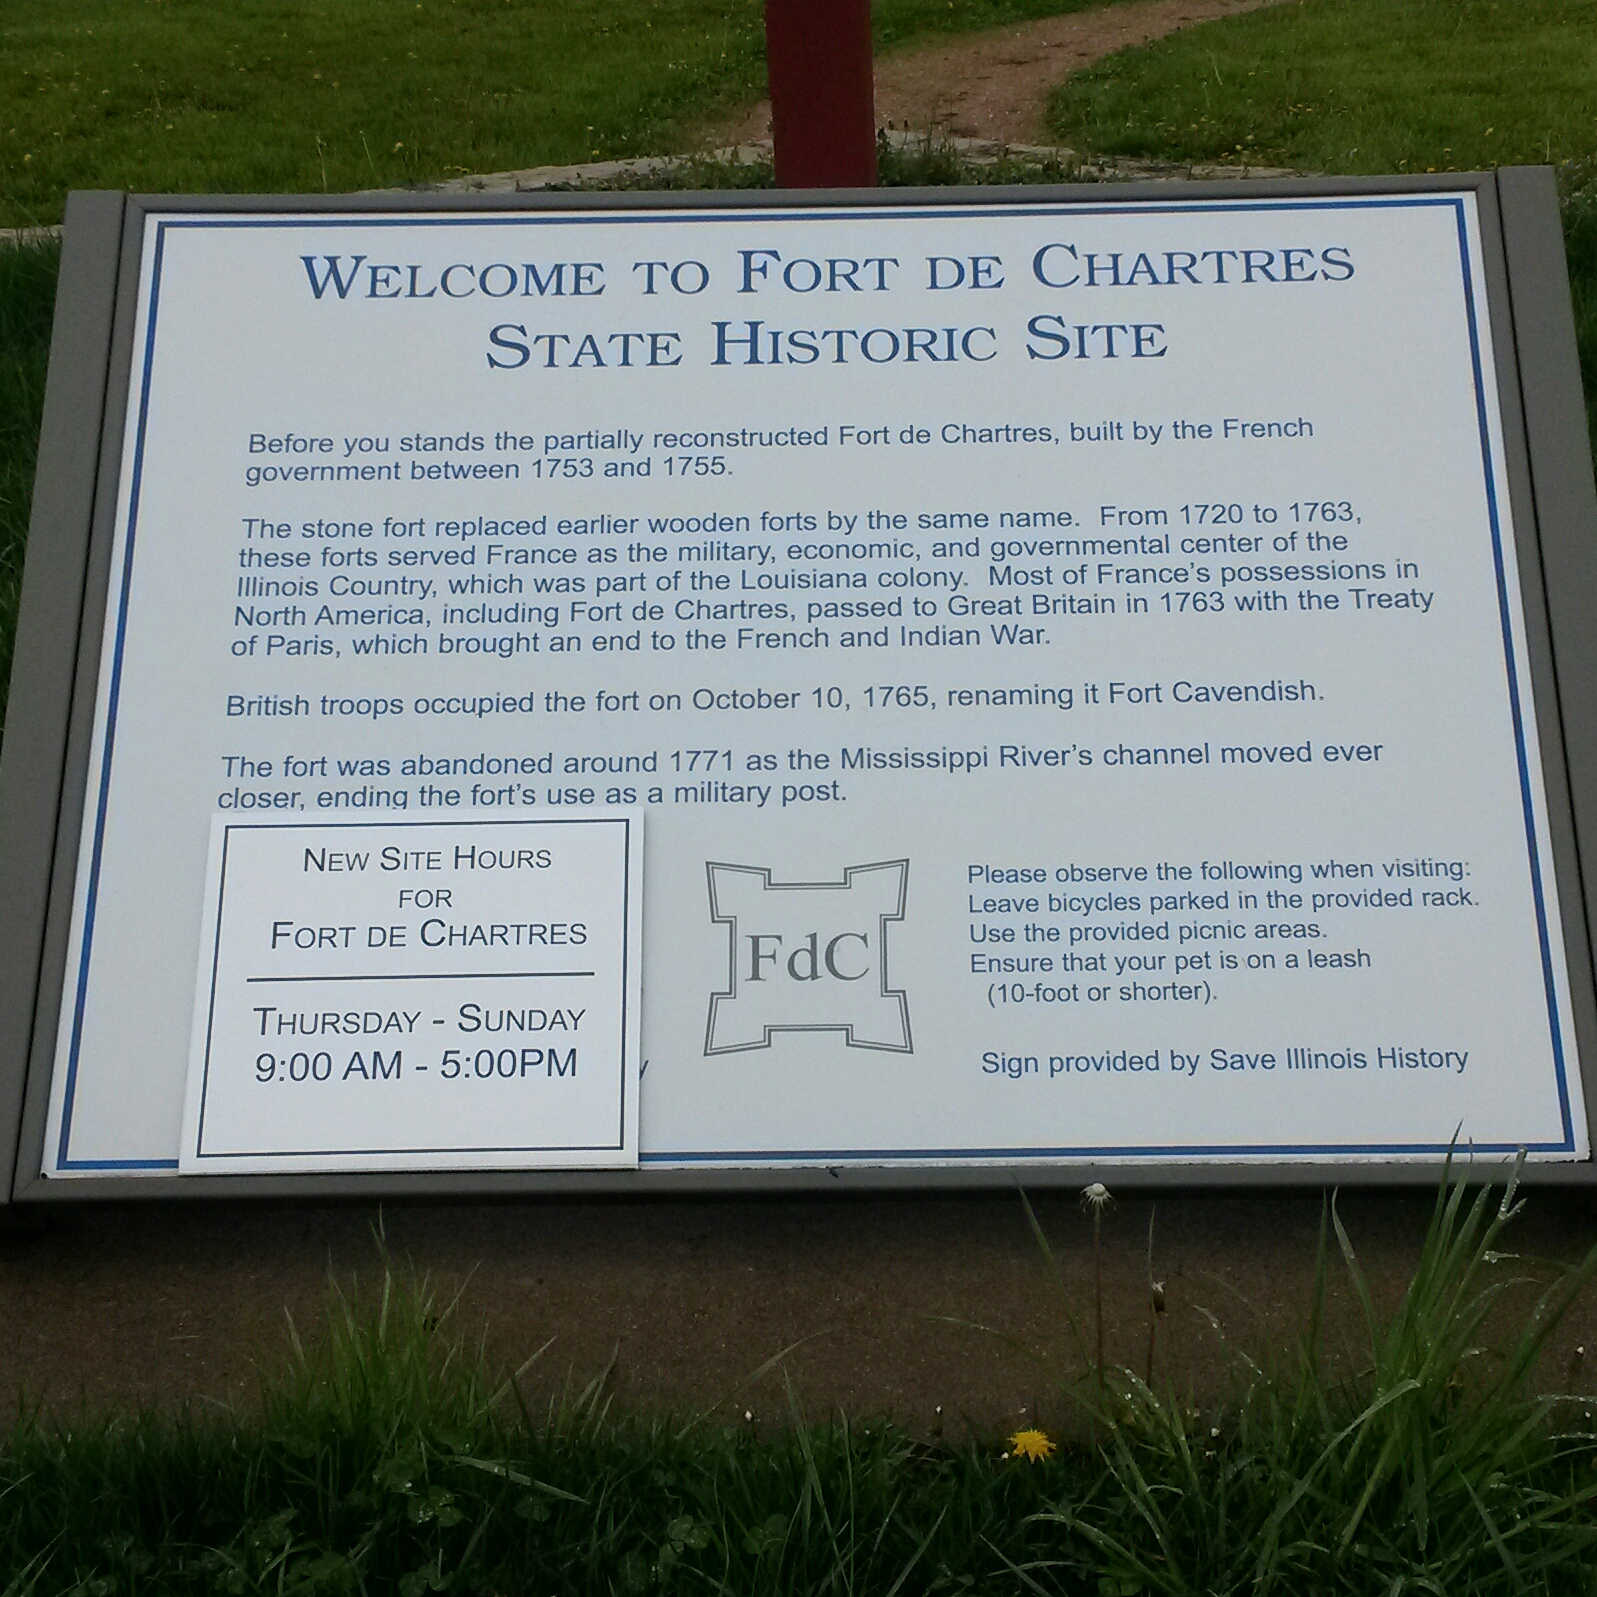 WELCOME TO FORT DE CHARTRES
STATE HISTORIC SITE
Before you stands the partially reconstructed Fort de Chartres, built by the French
government between 1753 and 1755.
The stone fort replaced earlier wooden forts by the same name. From 1720 to 1763,
these forts served France as the military, economic, and governmental center of the
Illinois Country, which was part of the Louisiana colony. Most of France's possessions in
North America, including Fort de Chartres, passed to Great Britain in 1763 with the Treaty
of Paris, which brought an end to the French and Indian War.
British troops occupied the fort on October 10, 1765, renaming it Fort Cavendish.
The fort was abandoned around 1771 as the Mississippi River's channel moved ever
closer, ending the fort's use as a military post.
NEW SITE HOURS
FOR
FORT DE CHARTRES
THURSDAY - SUNDAY
9:00 AM - 5:00PM
FdC
Please observe the following when visiting:
Leave bicycles parked in the provided rack.
Use the provided picnic areas.
Ensure that your pet is on a leash
(10-foot or shorter).
Sign provided by Save Illinois History